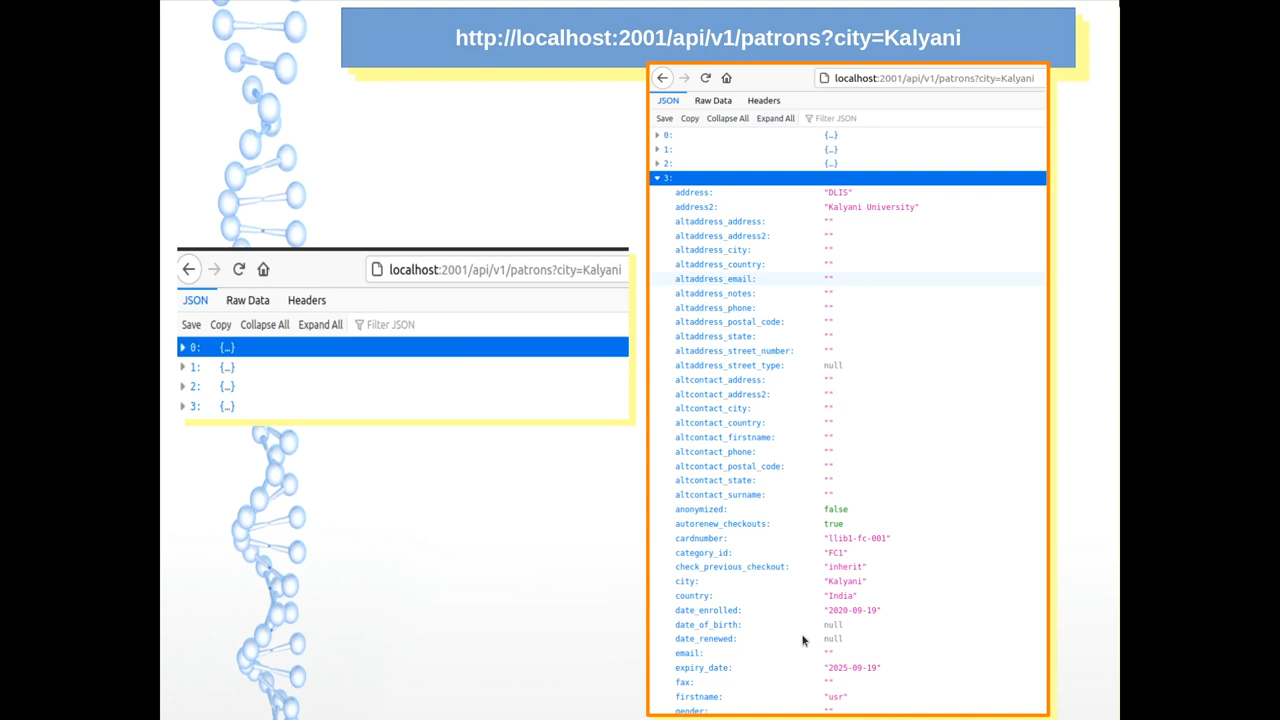 http://localhost:2001/api/v1/patrons?city=Kalyani
localhost:2001/api/v1/patrons?city=Kalyani
JSON Raw Data Headers
Save Copy Collapse All Expand All Filter JSON
0: {…}
1: {…}
2: {…}
3: {…}
localhost:2001/api/v1/patrons?city=Kalyani
JSON Raw Data Headers
Save Copy Collapse All Expand All Filter JSON
0: {…}
1: {…}
2: {…}
3:
address: "DLIS"
address2: "Kalyani University"
altaddress_address: ""
altaddress_address2: ""
altaddress_city: ""
altaddress_country: ""
altaddress_email: ""
altaddress_notes: ""
altaddress_phone: ""
altaddress_postal_code: ""
altaddress_state: ""
altaddress_street_number: ""
altaddress_street_type: null
altcontact_address: ""
altcontact_address2: ""
altcontact_city: ""
altcontact_country: ""
altcontact_firstname: ""
altcontact_phone: ""
altcontact_postal_code: ""
altcontact_state: ""
altcontact_surname: ""
anonymized: false
autorenew_checkouts: true
cardnumber: "llib1-fc-001"
category_id: "FC1"
check_previous_checkout: "inherit"
city: "Kalyani"
country: "India"
date_enrolled: "2020-09-19"
date_of_birth: null
date_renewed: null
email: ""
expiry_date: "2025-09-19"
fax: ""
firstname: "usr"
gender: ""